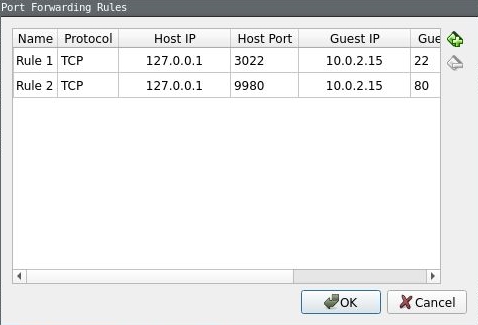 Port Forwarding Rules
Name Protocol Host IP Host Port Guest IP Gue
Rule 1 TCP 127.0.0.1 3022 10.0.2.15 22
Rule 2 TCP 127.0.0.1 9980 10.0.2.15 80
OK Cancel